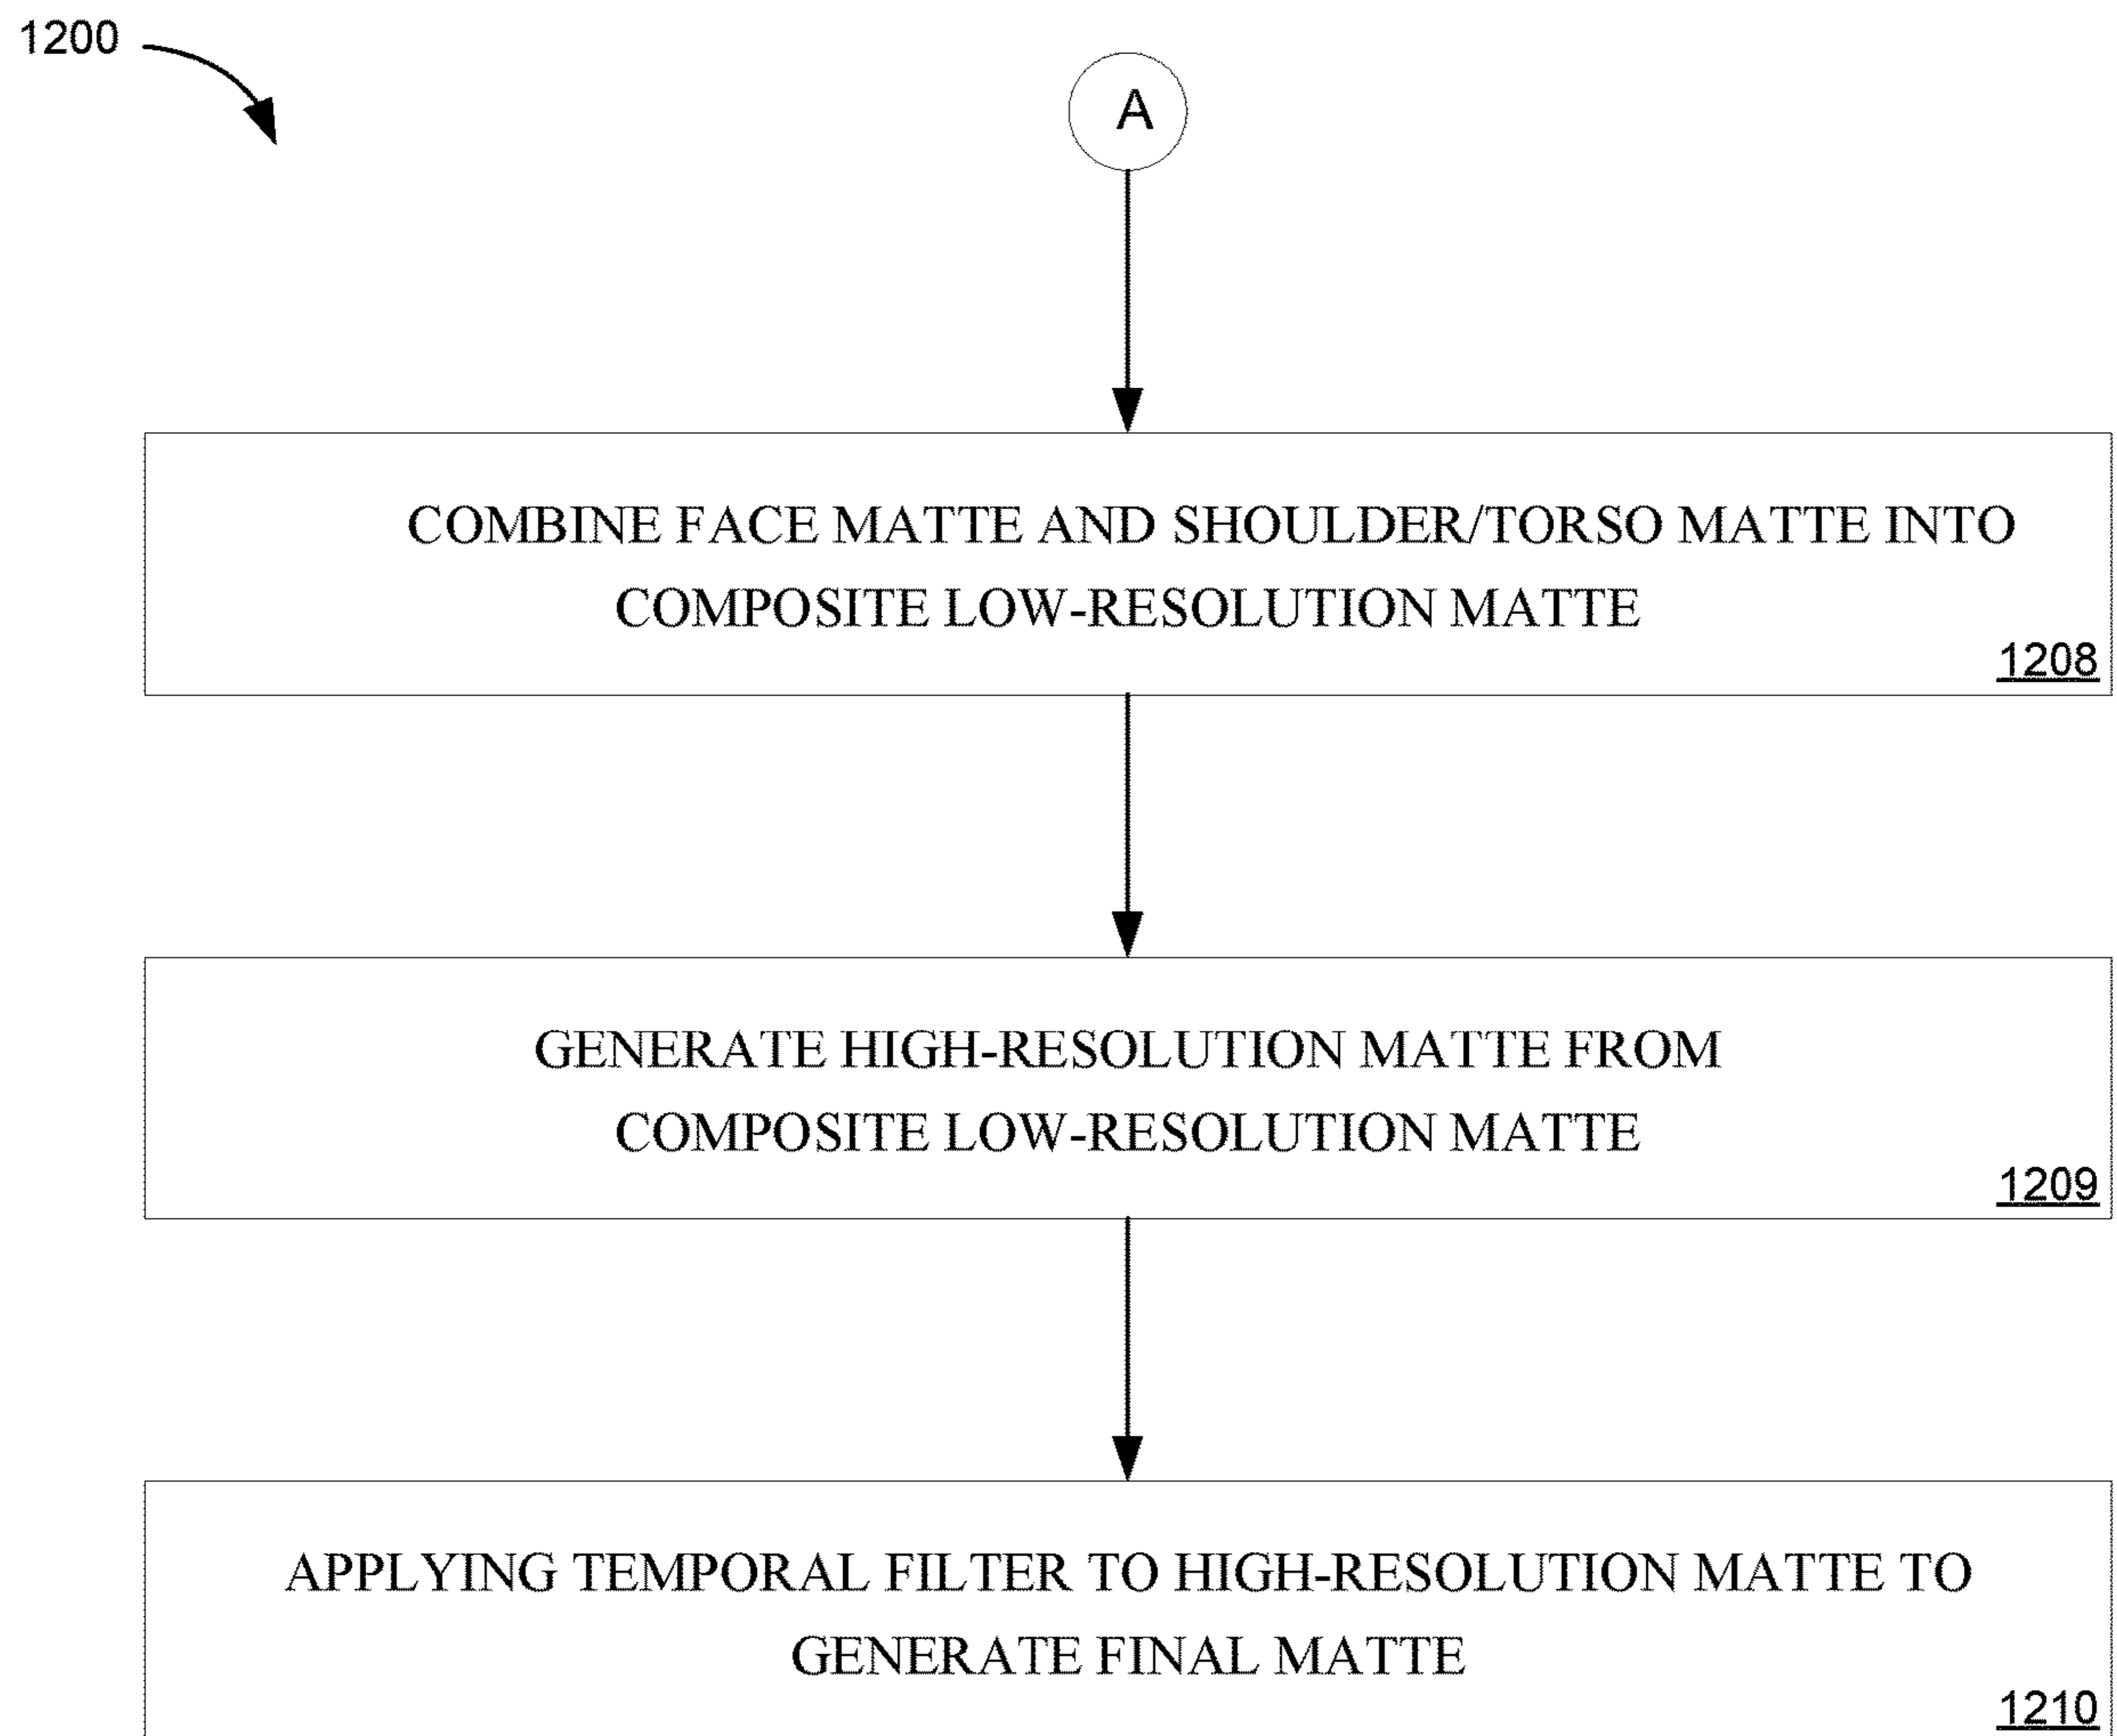 1200
A
COMBINE FACE MATTE AND SHOULDER/TORSO MATTE INTO
COMPOSITE LOW-RESOLUTION MATTE
1208
GENERATE HIGH-RESOLUTION MATTE FROM
COMPOSITE LOW-RESOLUTION MATTE
1209
APPLYING TEMPORAL FILTER TO HIGH-RESOLUTION MATTE TO
GENERATE FINAL MATTE
1210